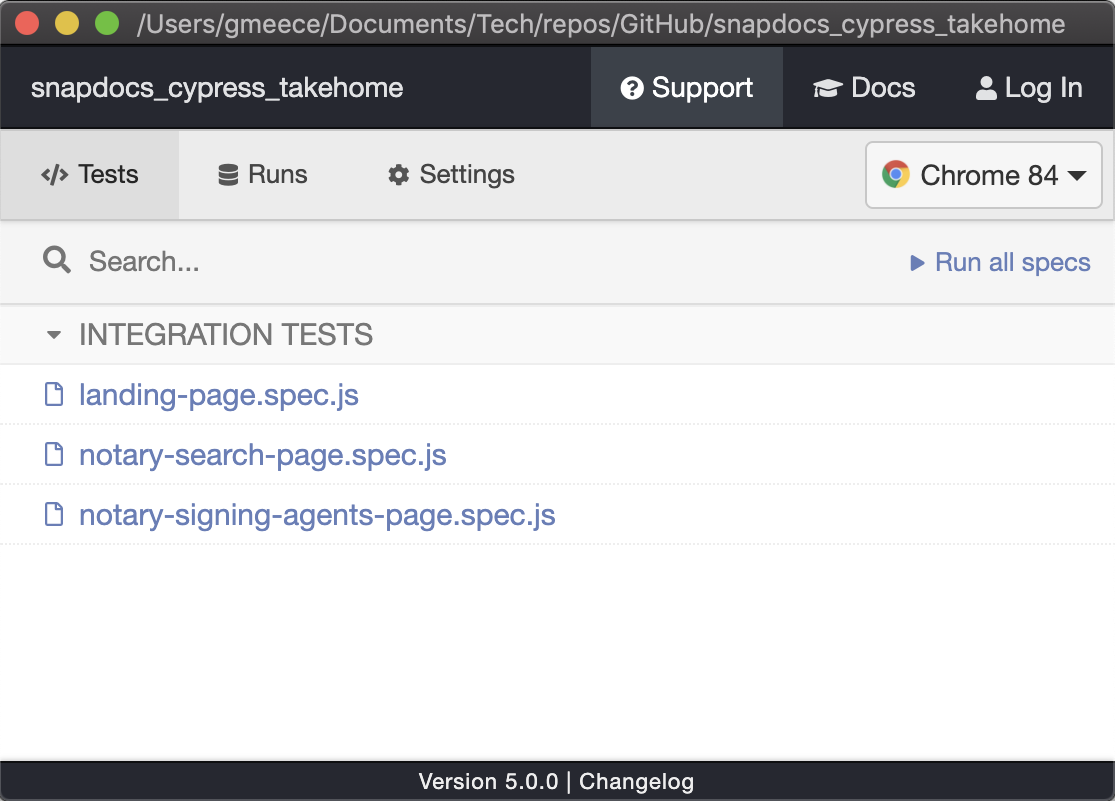 /Users/gmeece/Documents/Tech/repos/GitHub/snapdocs_cypress_takehome
snapdocs_cypress_takehome Support Docs Log In
Tests Runs Settings Chrome 84
Search... Run all specs
INTEGRATION TESTS
landing-page.spec.js
notary-search-page.spec.js
notary-signing-agents-page.spec.js
Version 5.0.0 | Changelog